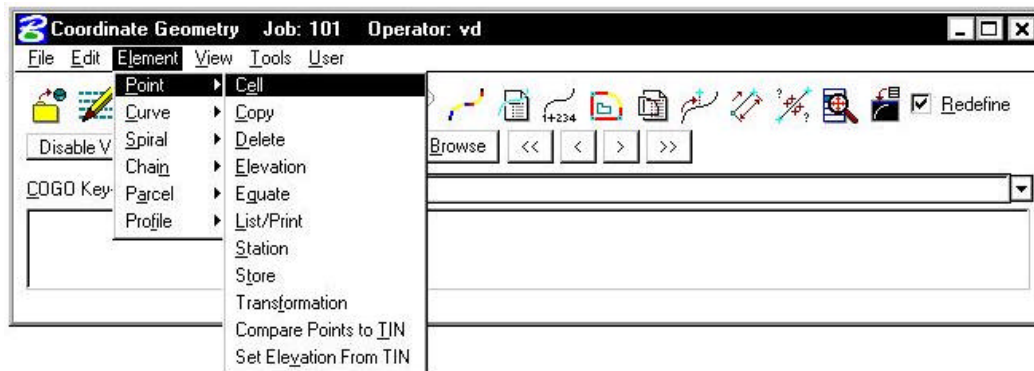 Coordinate Geometry Job: 101 Operator: vd
File Edit Element View Tools User
Point
Curve
Spiral
Chain
Parcel
Profile
Cell
Copy
Delete
Elevation
Equate
List/Print
Station
Store
Transformation
Compare Points to TIN
Set Elevation From TIN
1+234
Redefine
Disable V
Browse << < > >>
COGO Key-